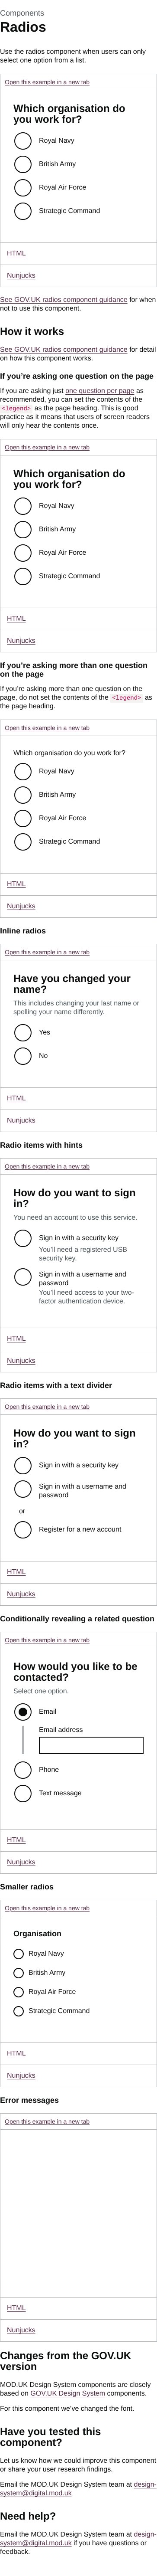 Components
Radios
Use the radios component when users can only
select one option from a list.
Open this example in a new tab
Which organisation do
you work for?
Royal Navy
British Army
Royal Air Force
Strategic Command
HTML
Nunjucks
See GOV.UK radios component guidance for when
not to use this component.
How it works
See GOV.UK radios component guidance for detail
on how this component works.
If you’re asking one question on the page
If you are asking just one question per page as
recommended, you can set the contents of the
<legend> as the page heading. This is good
practice as it means that users of screen readers
will only hear the contents once.
Open this example in a new tab
Which organisation do
you work for?
Royal Navy
British Army
Royal Air Force
Strategic Command
HTML
Nunjucks
If you’re asking more than one question
on the page
If you’re asking more than one question on the
page, do not set the contents of the <legend> as
the page heading.
Open this example in a new tab
Which organisation do you work for?
Royal Navy
British Army
Royal Air Force
Strategic Command
HTML
Nunjucks
Inline radios
Open this example in a new tab
Have you changed your
name?
This includes changing your last name or
spelling your name differently.
Yes
No
HTML
Nunjucks
Radio items with hints
Open this example in a new tab
How do you want to sign
in?
You need an account to use this service.
Sign in with a security key
You’ll need a registered USB
security key.
Sign in with a username and
password
You’ll need access to your two-
factor authentication device.
HTML
Nunjucks
Radio items with a text divider
Open this example in a new tab
How do you want to sign
in?
Sign in with a security key
Sign in with a username and
password
or
Register for a new account
HTML
Nunjucks
Conditionally revealing a related question
Open this example in a new tab
How would you like to be
contacted?
Select one option.
Email
Email address
Phone
Text message
HTML
Nunjucks
Smaller radios
Open this example in a new tab
Organisation
Royal Navy
British Army
Royal Air Force
Strategic Command
HTML
Nunjucks
Error messages
Open this example in a new tab
HTML
Nunjucks
Changes from the GOV.UK
version
MOD.UK Design System components are closely
based on GOV.UK Design System components.
For this component we’ve changed the font.
Have you tested this
component?
Let us know how we could improve this component
or share your user research findings.
Email the MOD.UK Design System team at design-
system@digital.mod.uk
Need help?
Email the MOD.UK Design System team at design-
system@digital.mod.uk if you have questions or
feedback.